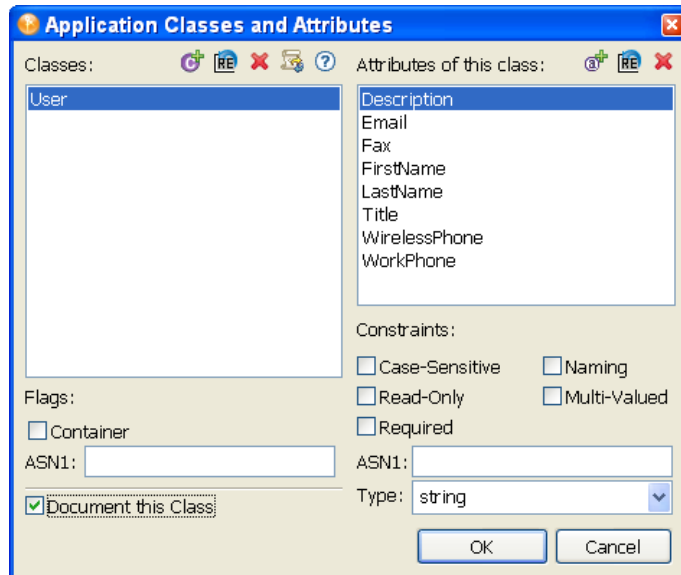 Application Classes and Attributes
Classes:
RE
?
Attributes of this class:
a
RE
User
Description
Email
Fax
FirstName
LastName
Title
WirelessPhone
WorkPhone
Constraints:
Case-Sensitive
Naming
Read-Only
Multi-Valued
Required
Flags:
Container
ASN1:
ASN1:
Document this Class
Type: string
OK
Cancel